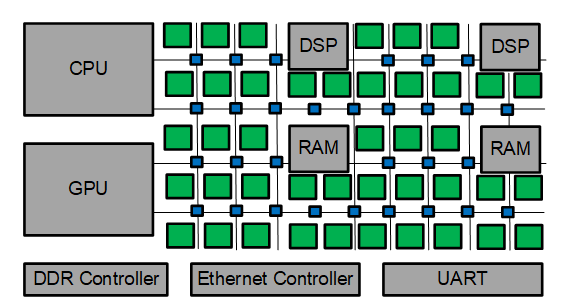 CPU
DSP
DSP
GPU
RAM
RAM
DDR Controller
Ethernet Controller
UART